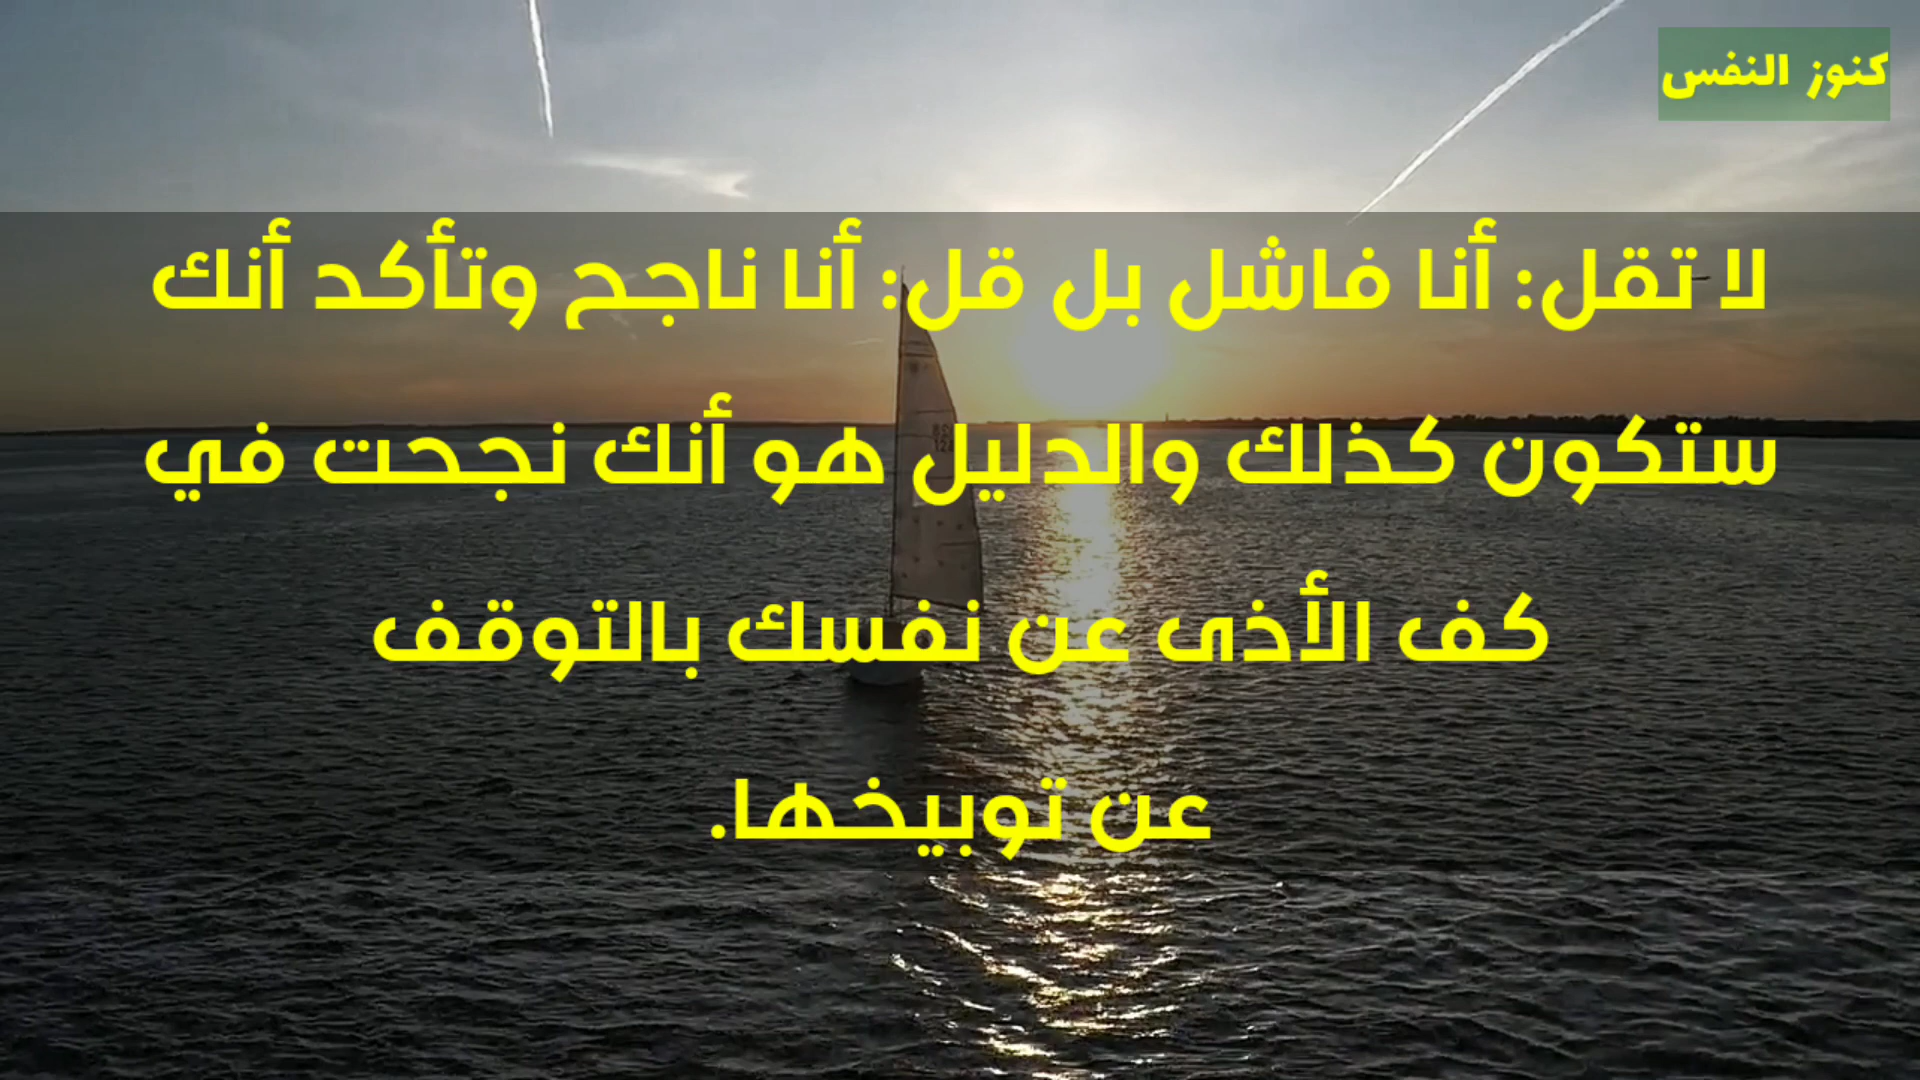 كنوز النفس
لا تقل: أنا فاشل بل قل: أنا ناجح وتأكد أنك
ستكون كذلك والدليل هو أنك نجحت في
كف الأذى عن نفسك بالتوقف
عن توبيخها.